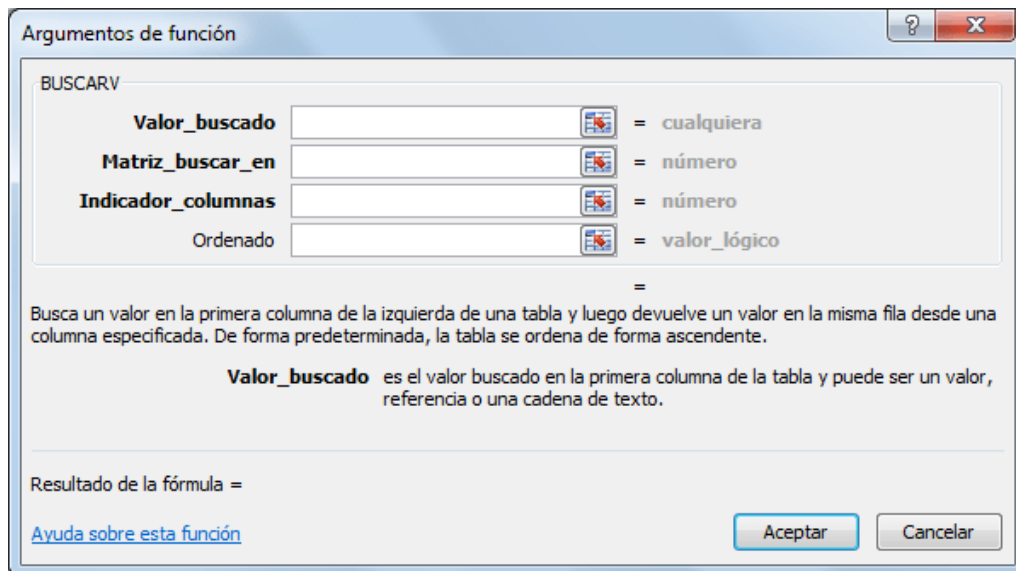 Argumentos de función
BUSCARV
Valor_buscado = cualquiera
Matriz_buscar_en = número
Indicador_columnas = número
Ordenado = valor_lógico
=
Busca un valor en la primera columna de la izquierda de una tabla y luego devuelve un valor en la misma fila desde una
columna especificada. De forma predeterminada, la tabla se ordena de forma ascendente.
Valor_buscado es el valor buscado en la primera columna de la tabla y puede ser un valor,
referencia o una cadena de texto.
Resultado de la fórmula =
Ayuda sobre esta función
Aceptar Cancelar